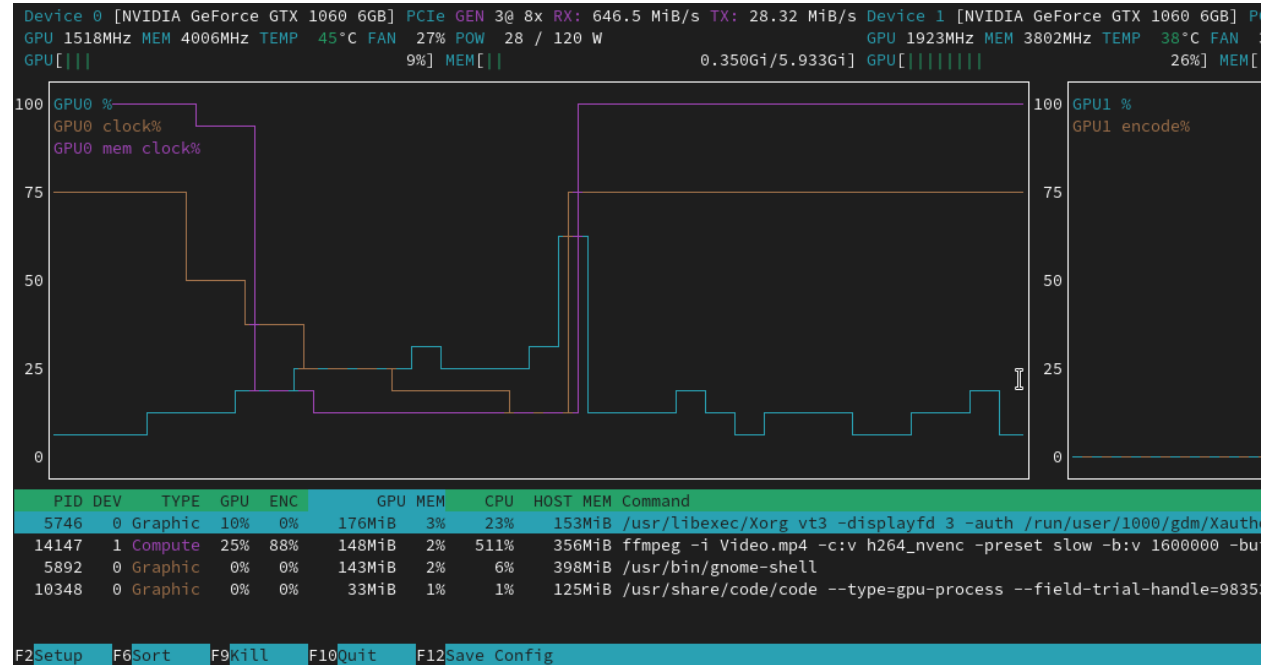 Device 0 [NVIDIA GeForce GTX 1060 6GB] PCIe GEN 3@ 8x RX: 646.5 MiB/s TX: 28.32 MiB/s Device 1 [NVIDIA GeForce GTX 1060 6GB]
GPU 1518MHz MEM 4006MHz TEMP 45°C FAN 27% POW 28 / 120 W GPU 1923MHz MEM 3802MHz TEMP 38°C FAN
GPU[||| 9%] MEM[|| 0.350Gi/5.933Gi] GPU[|||||||| 26%] MEM[
100 GPU0 % 100 GPU1 %
GPU0 clock% GPU1 encode%
GPU0 mem clock%
75 75
50 50
25 25
0 0
PID DEV TYPE GPU ENC GPU MEM CPU HOST MEM Command
5746 0 Graphic 10% 0% 176MiB 3% 23% 153MiB /usr/libexec/Xorg vt3 -displayfd 3 -auth /run/user/1000/gdm/Xautho
14147 1 Compute 25% 88% 148MiB 2% 511% 356MiB ffmpeg -i Video.mp4 -c:v h264_nvenc -preset slow -b:v 1600000 -bu
5892 0 Graphic 0% 0% 143MiB 2% 6% 398MiB /usr/bin/gnome-shell
10348 0 Graphic 0% 0% 33MiB 1% 1% 125MiB /usr/share/code/code --type=gpu-process --field-trial-handle=9835
F2Setup F6Sort F9Kill F10Quit F12Save Config